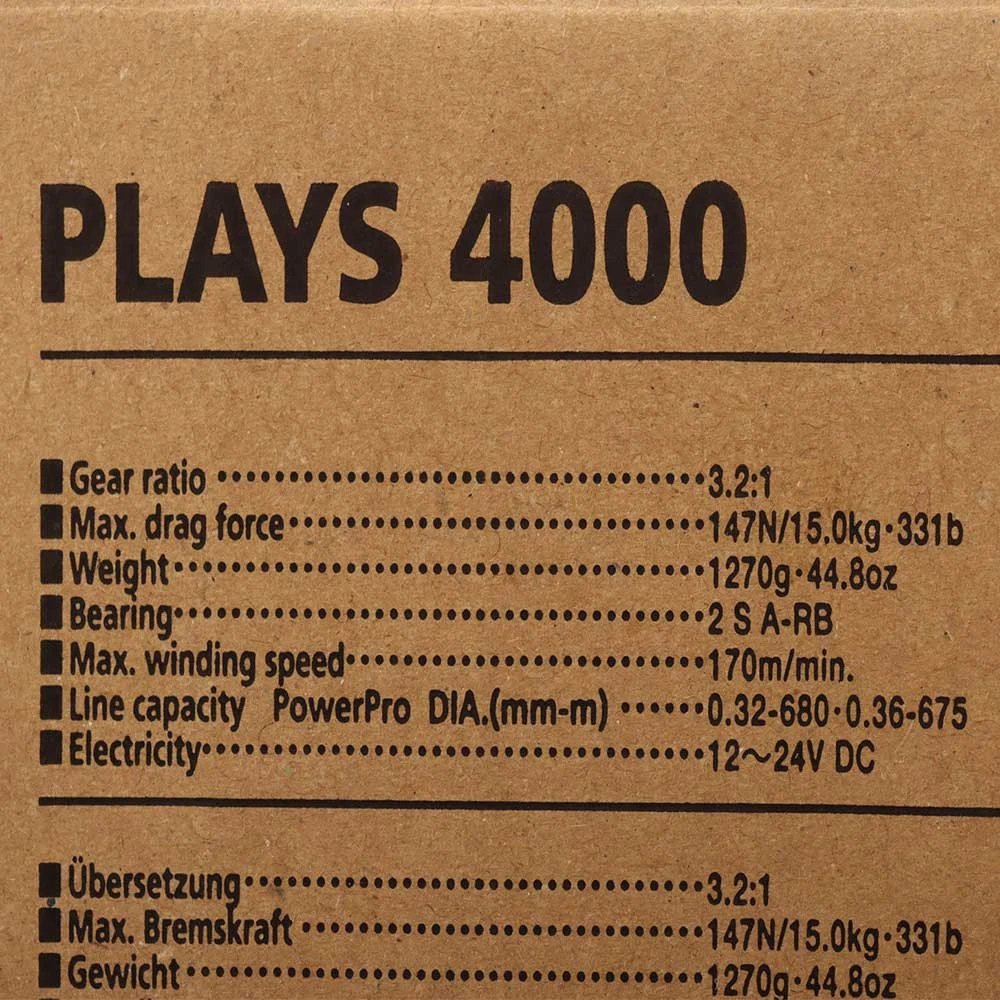 PLAYS 4000
■Gear ratio ································3.2:1
■Max. drag force···························147N/15.0kg·331b
■Weight···································1270g·44.8oz
■Bearing···································2 S A-RB
■Max. winding speed·······················170m/min.
■Line capacity PowerPro DIA.(mm-m) ······0.32-680·0.36-675
■Electricity·································12～24V DC
■Übersetzung······························3.2:1
■Max. Bremskraft ··························147N/15.0kg·331b
■Gewicht··································1270g·44.8oz